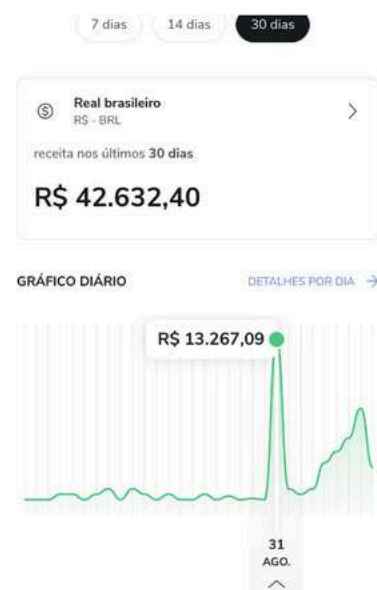 7 dias 14 dias 30 dias
Real brasileiro
R$ - BRL
receita nos últimos 30 dias
R$ 42.632,40
GRÁFICO DIÁRIO DETALHES POR DIA
R$ 13.267,09
31
AGO.